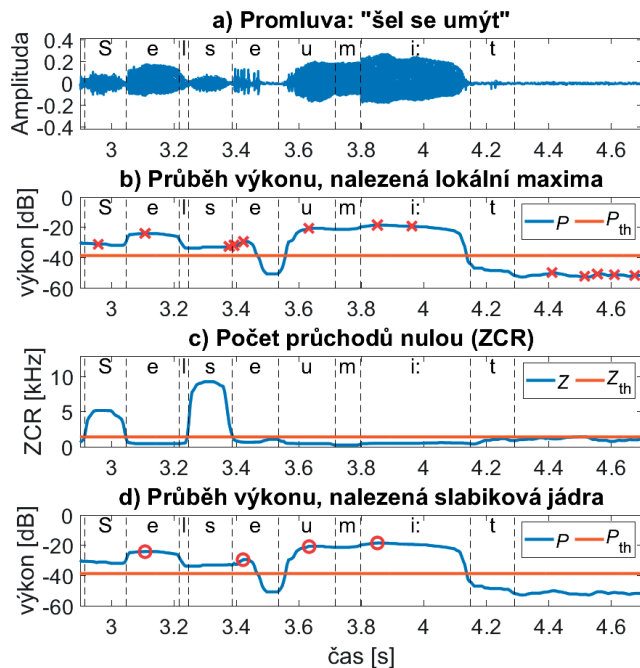 a) Promluva: "šel se umýt"
0.4
0.2
0
-0.2
-0.4
Amplituda
S e l s e u m i: t
3 3.2 3.4 3.6 3.8 4 4.2 4.4 4.6
b) Průběh výkonu, nalezená lokální maxima
0
-20
-40
-60
výkon [dB]
S e l s e u m i: t
P
Pth
3 3.2 3.4 3.6 3.8 4 4.2 4.4 4.6
c) Počet průchodů nulou (ZCR)
10
5
0
ZCR [kHz]
S e l s e u m i: t
Z
Zth
3 3.2 3.4 3.6 3.8 4 4.2 4.4 4.6
d) Průběh výkonu, nalezená slabiková jádra
0
-20
-40
-60
výkon [dB]
S e l s e u m i: t
P
Pth
3 3.2 3.4 3.6 3.8 4 4.2 4.4 4.6
čas [s]